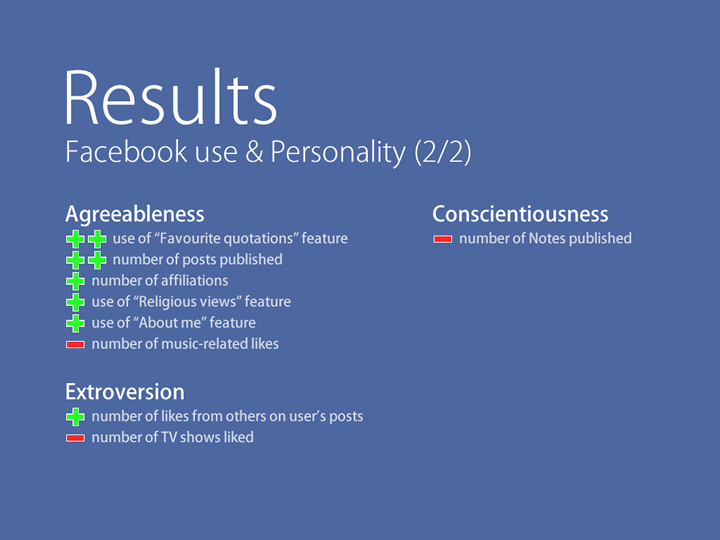 Results
Facebook use & Personality (2/2)
Agreeableness
use of “Favourite quotations” feature
number of posts published
number of affiliations
use of “Religious views” feature
use of “About me” feature
number of music-related likes
Extroversion
number of likes from others on user’s posts
number of TV shows liked
Conscientiousness
number of Notes published